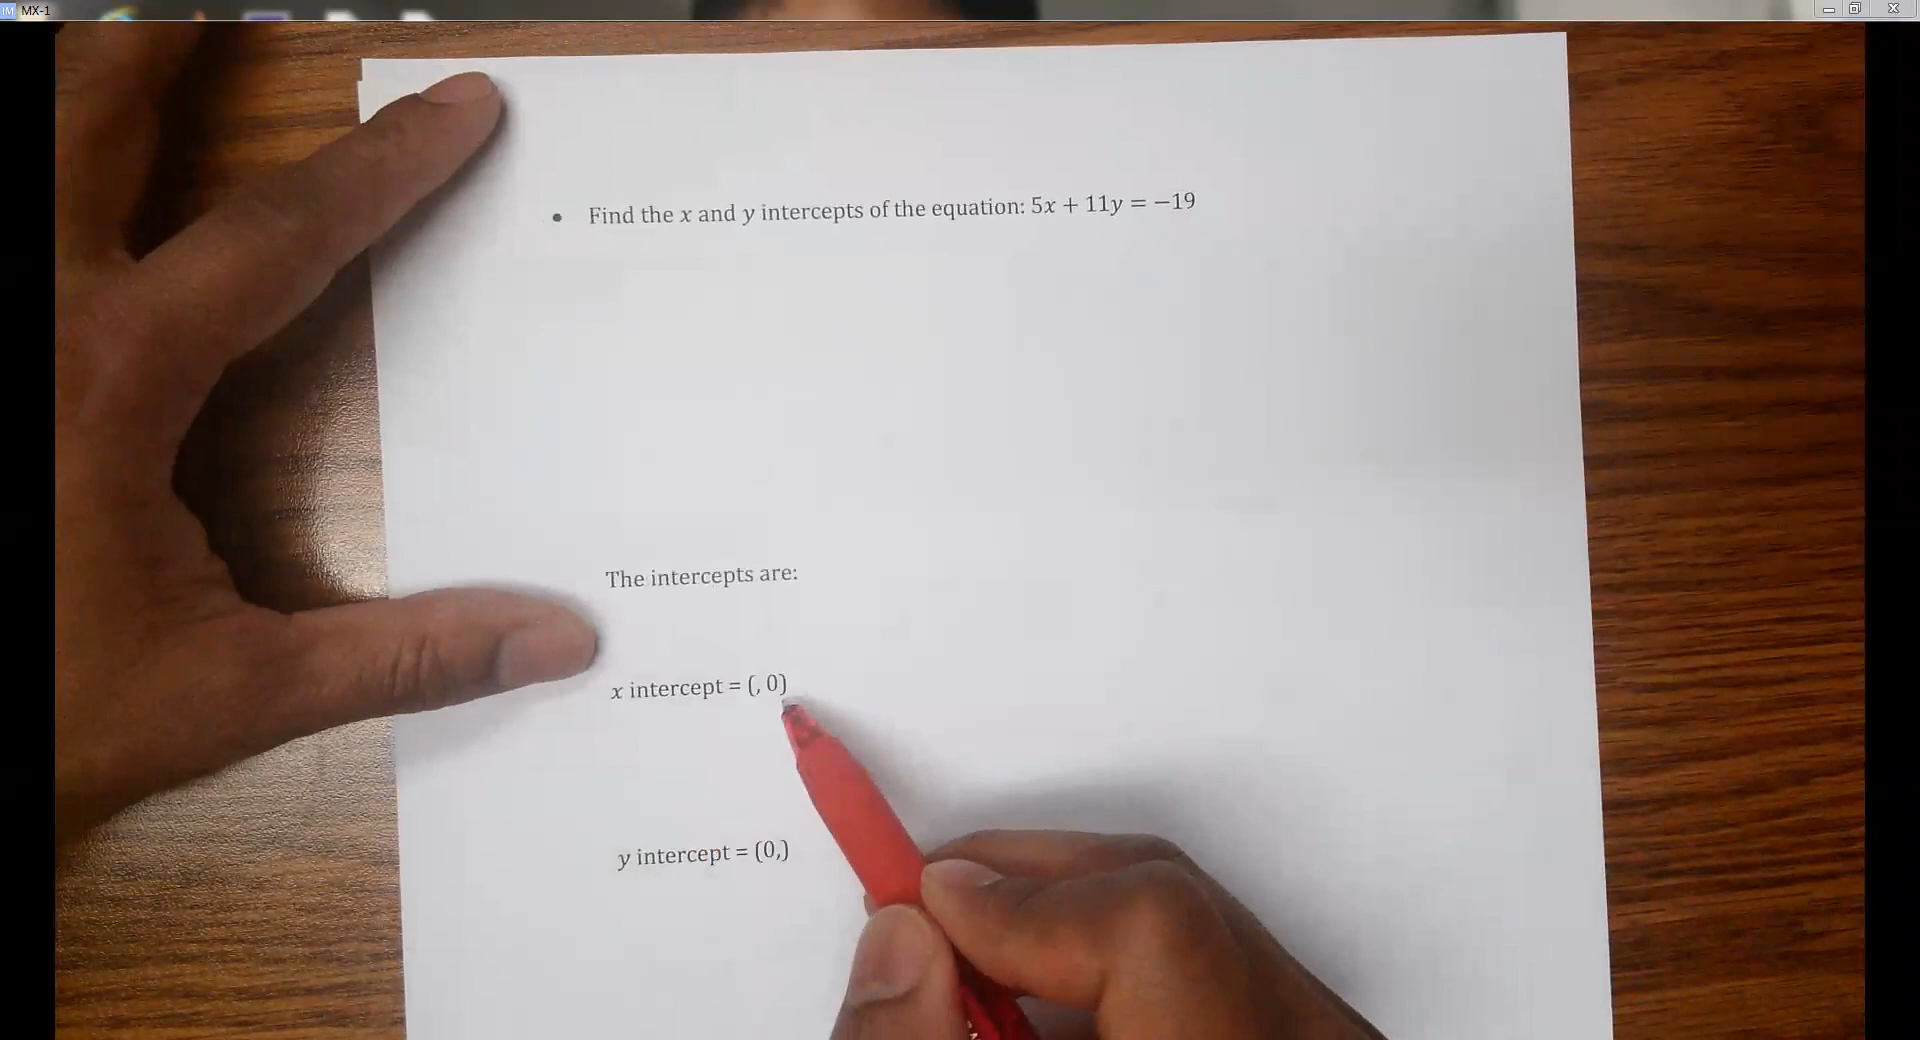 MX-1
• Find the x and y intercepts of the equation: 5x + 11y = −19
The intercepts are:
x intercept = (, 0)
y intercept = (0,)